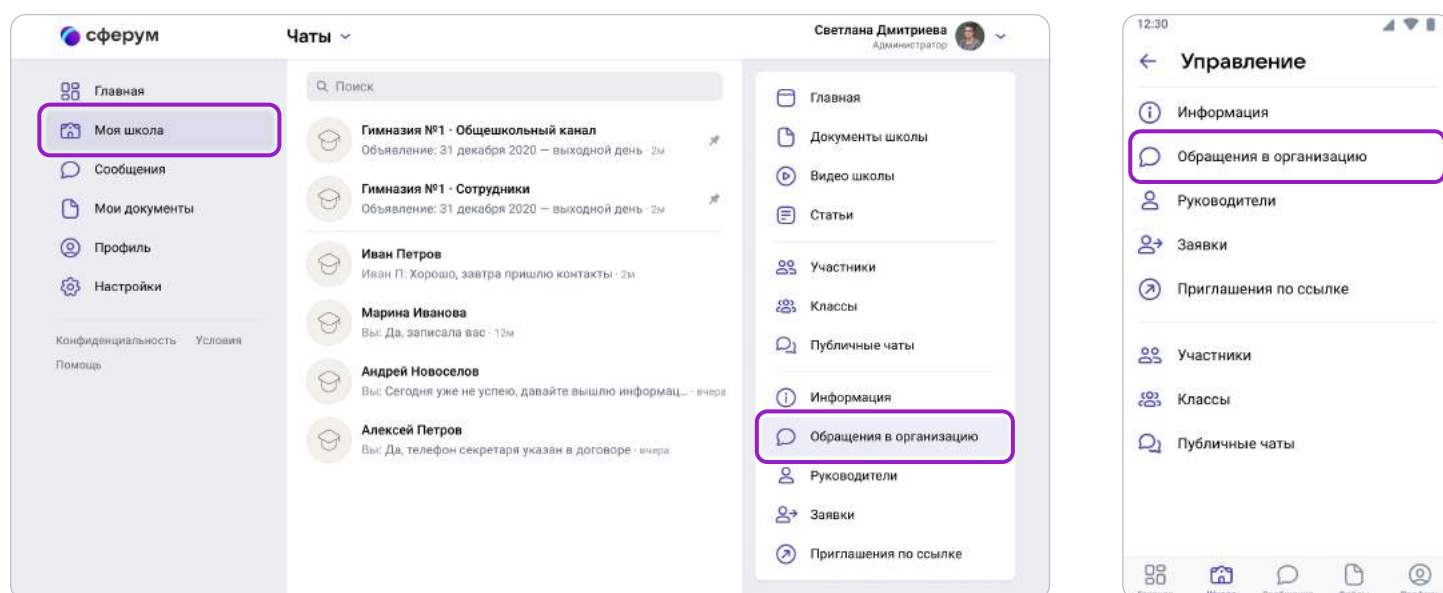 сферум
Чаты
Светлана Дмитриева
Администратор
Главная
Моя школа
Сообщения
Мои документы
Профиль
Настройки
Конфиденциальность Условия
Помощь
Поиск
Гимназия №1 · Общешкольный канал
Объявление: 31 декабря 2020 — выходной день · 2м
Гимназия №1 · Сотрудники
Объявление: 31 декабря 2020 — выходной день · 2м
Иван Петров
Иван П: Хорошо, завтра пришлю контакты · 2м
Марина Иванова
Вы: Да, записала вас · 12м
Андрей Новоселов
Вы: Сегодня уже не успею, давайте вышлю информац... · вчера
Алексей Петров
Вы: Да, телефон секретаря указан в договоре · вчера
Главная
Документы школы
Видео школы
Статьи
Участники
Классы
Публичные чаты
Информация
Обращения в организацию
Руководители
Заявки
Приглашения по ссылке
12:30
Управление
Информация
Обращения в организацию
Руководители
Заявки
Приглашения по ссылке
Участники
Классы
Публичные чаты